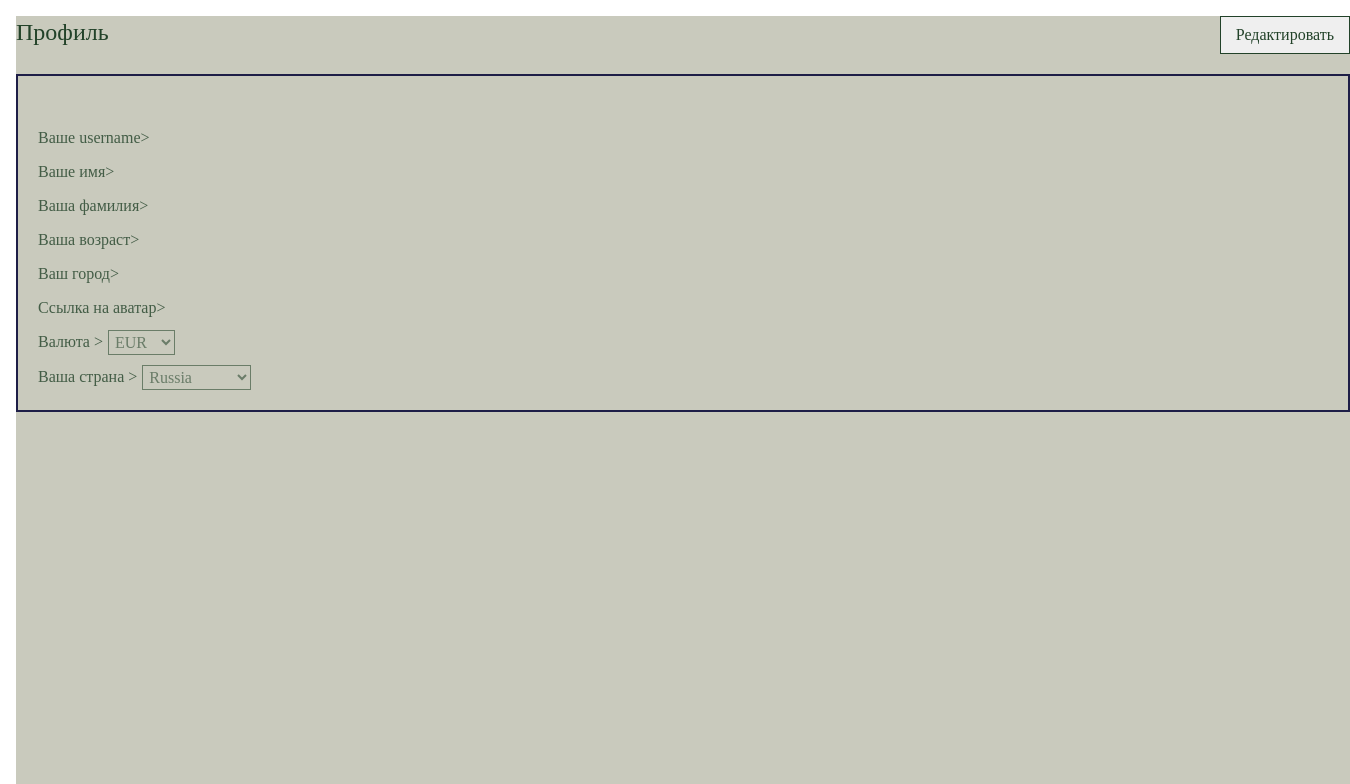 Профиль
Редактировать
Ваше username>
Ваше имя>
Ваша фамилия>
Ваша возраст>
Ваш город>
Ссылка на аватар>
Валюта > EUR
Ваша страна > Russia